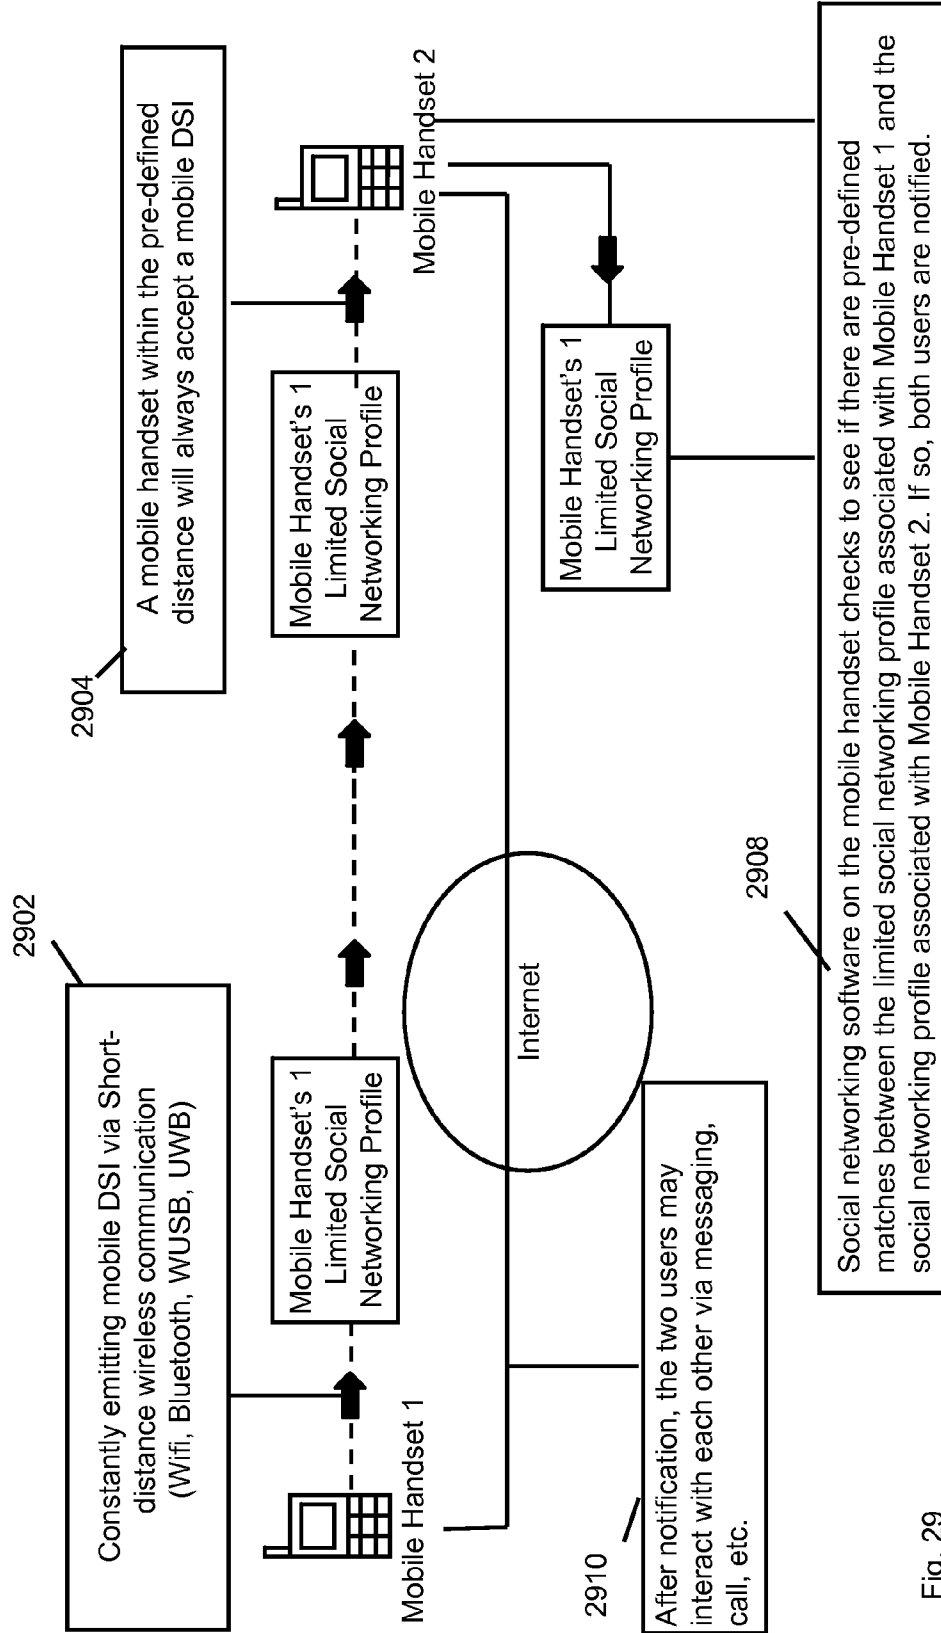 2902
Constantly emitting mobile DSI via Short-
distance wireless communication
(Wifi, Bluetooth, WUSB, UWB)
2904
A mobile handset within the pre-defined
distance will always accept a mobile DSI
Mobile Handset 1
Mobile Handset's 1
Limited Social
Networking Profile
Mobile Handset's 1
Limited Social
Networking Profile
Mobile Handset 2
Internet
Mobile Handset's 1
Limited Social
Networking Profile
2910
After notification, the two users may
interact with each other via messaging,
call, etc.
2908
Social networking software on the mobile handset checks to see if there are pre-defined
matches between the limited social networking profile associated with Mobile Handset 1 and the
social networking profile associated with Mobile Handset 2. If so, both users are notified.
Fig. 29